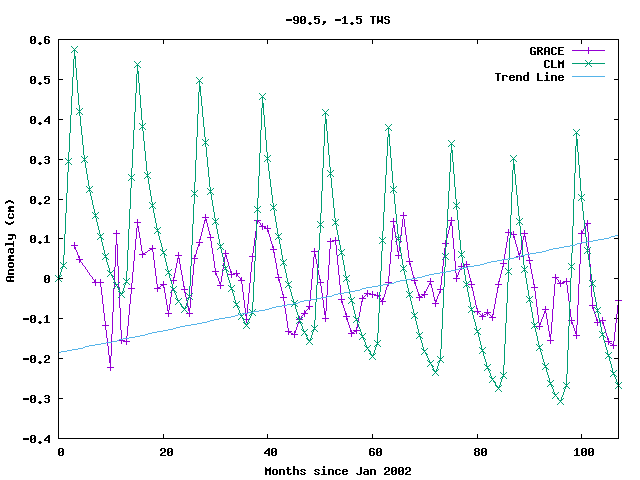 -90.5, -1.5 TWS
GRACE
CLM
Trend Line
0.6
0.5
0.4
0.3
0.2
0.1
0
-0.1
-0.2
-0.3
-0.4
Anomaly (cm)
0 20 40 60 80 100
Months since Jan 2002